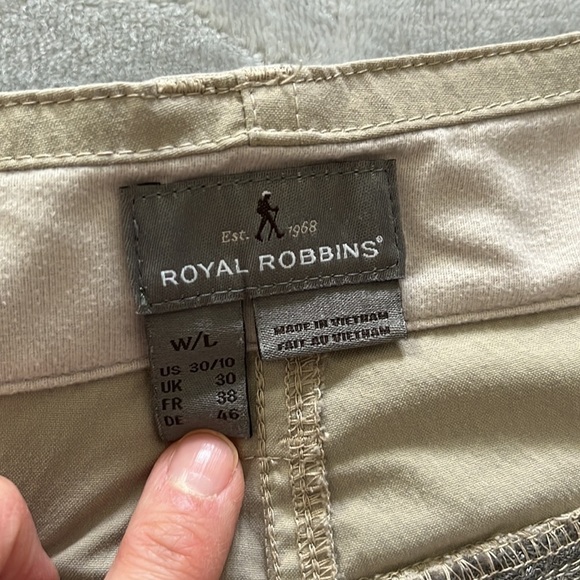 Est. 1968
ROYAL ROBBINS®
W/L
US 30/10
UK 30
FR 38
DE 46
MADE IN VIETNAM
FAIT AU VIETNAM